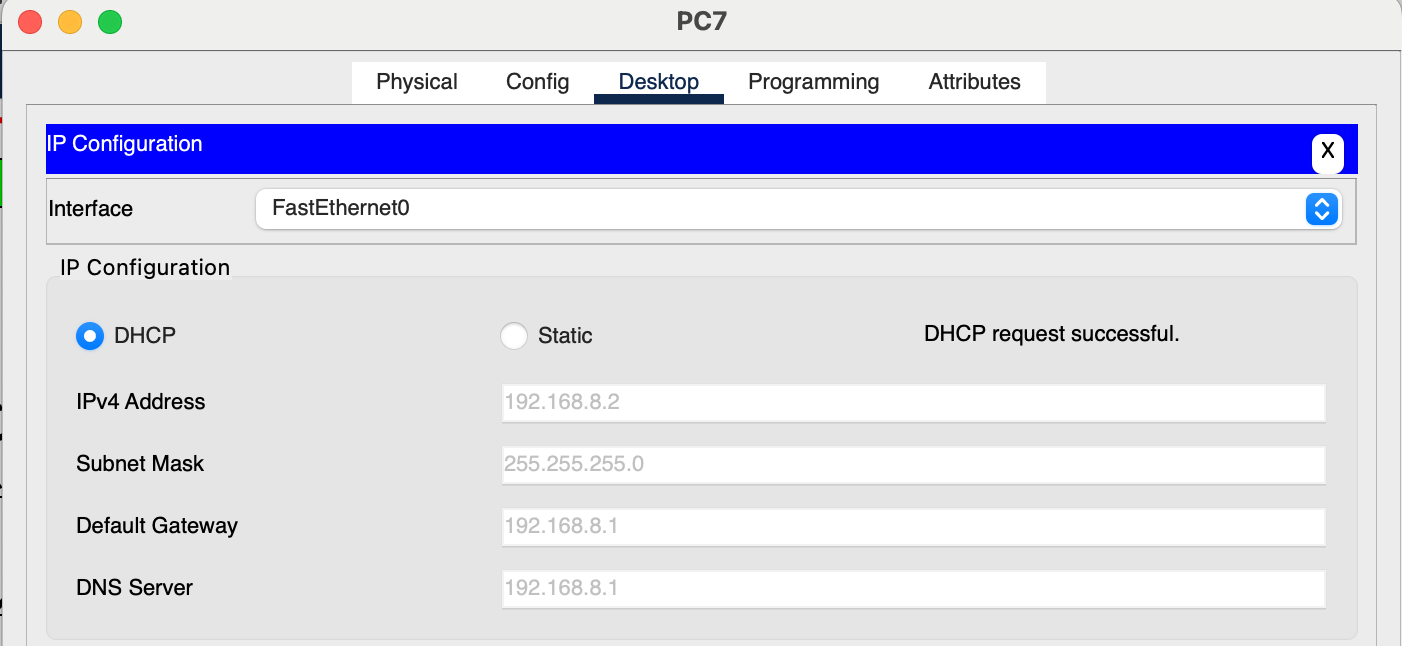 PC7
Physical Config Desktop Programming Attributes
IP Configuration X
Interface FastEthernet0
IP Configuration
DHCP Static DHCP request successful.
IPv4 Address 192.168.8.2
Subnet Mask 255.255.255.0
Default Gateway 192.168.8.1
DNS Server 192.168.8.1